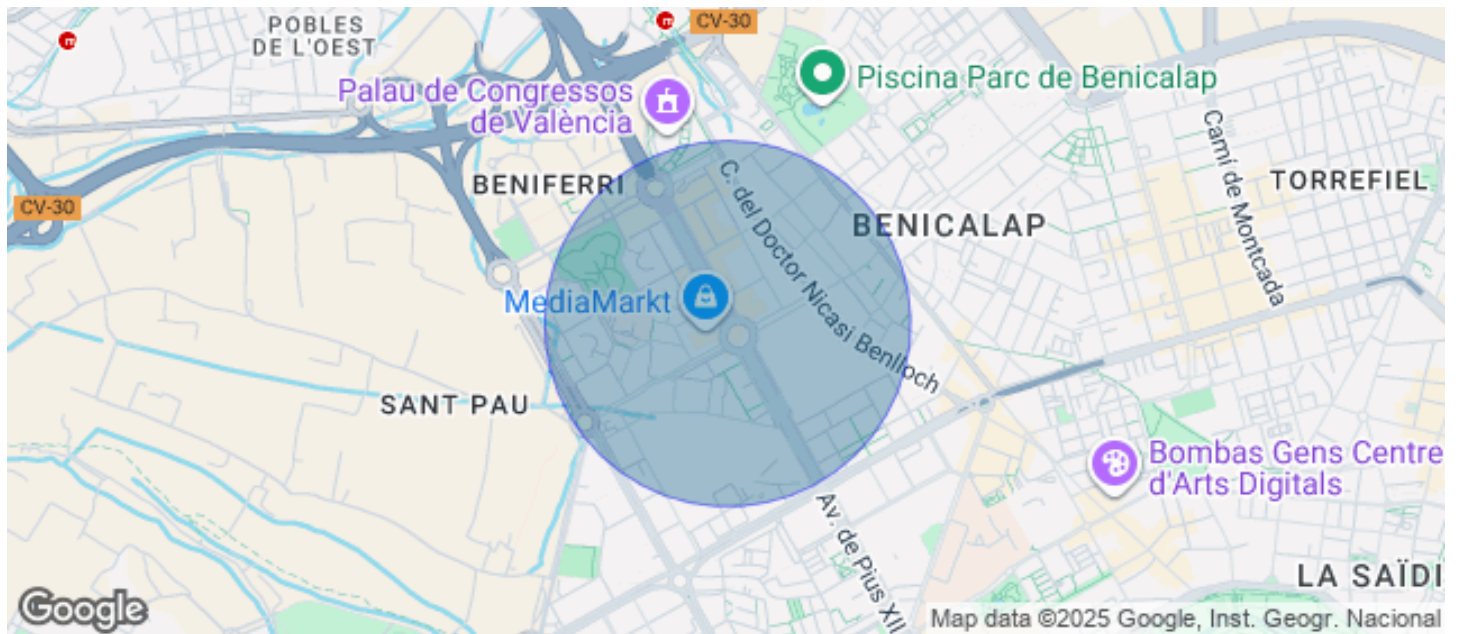 POBLES
DE L'OEST
CV-30
Palau de Congressos
de València
Piscina Parc de Benicalap
Camí de Montcada
BENIFERRI
TORREFIEL
CV-30
C. del Doctor Nicasi Benlloch
BENICALAP
MediaMarkt
SANT PAU
Bombas Gens Centre
d'Arts Digitals
Av. de Pius XII
LA SAÏDI
Google
Map data ©2025 Google, Inst. Geogr. Nacional